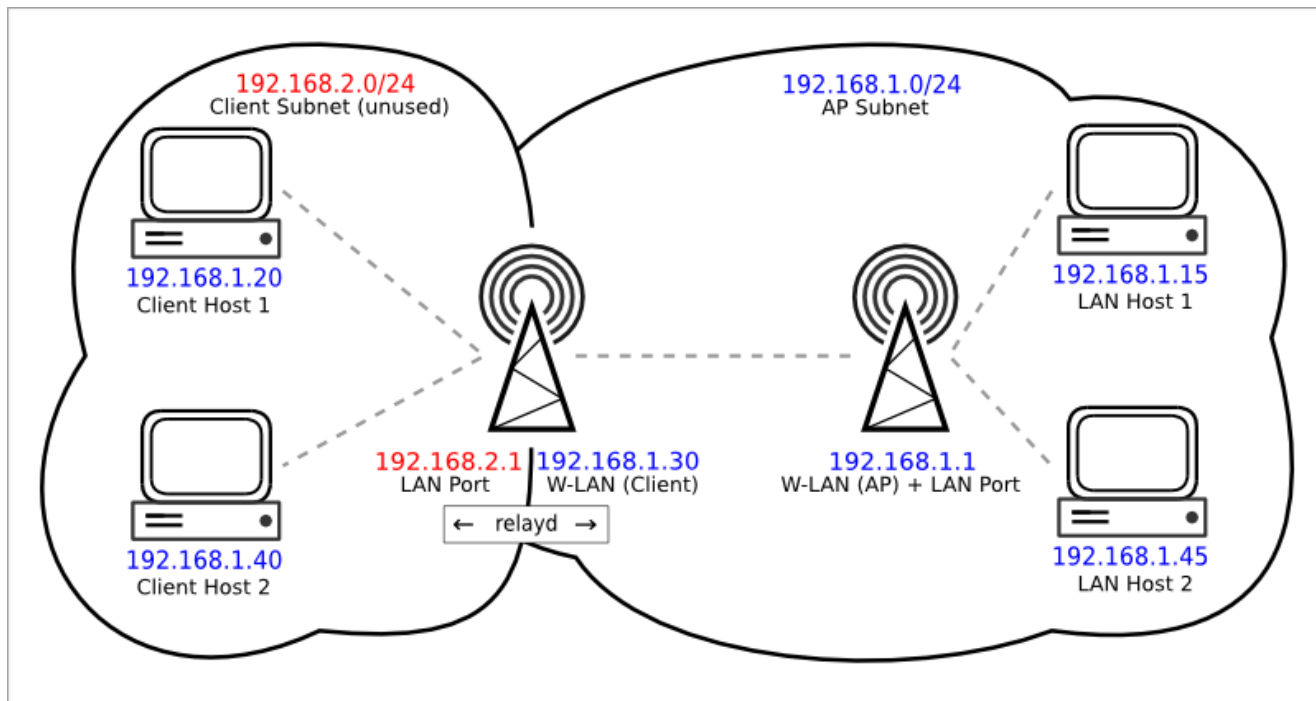 192.168.2.0/24
Client Subnet (unused)
192.168.1.0/24
AP Subnet
192.168.1.20
Client Host 1
192.168.1.15
LAN Host 1
192.168.2.1
LAN Port
192.168.1.30
W-LAN (Client)
192.168.1.1
W-LAN (AP) + LAN Port
← relayd →
192.168.1.40
Client Host 2
192.168.1.45
LAN Host 2